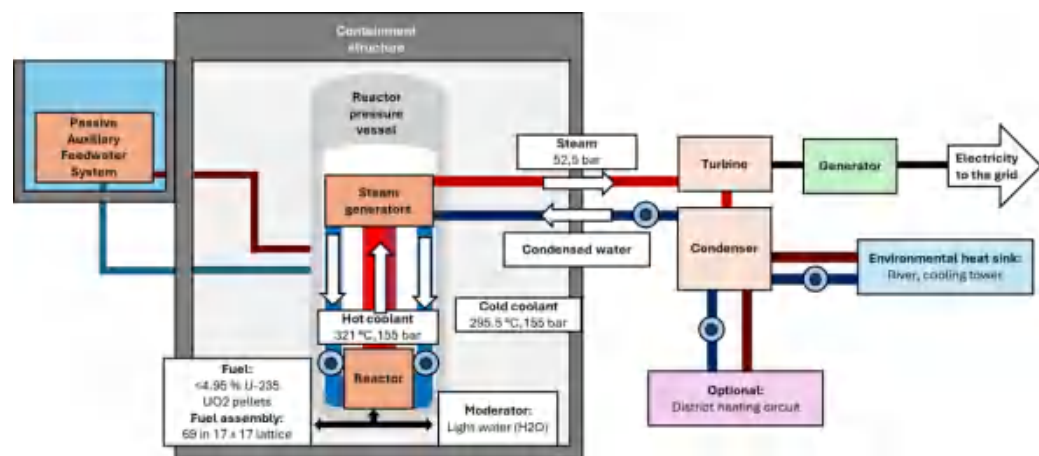 Containment
structure
Reactor
pressure
vessel
Passive
Auxiliary
Feedwater
System
Steam
52,5 bar
Turbine
Generator
Electricity
to the grid
Steam
generators
Condensed water
Condenser
Environmental heat sink:
River, cooling tower
Hot coolant
321 °C, 155 bar
Cold coolant
295.5 °C, 155 bar
Reactor
Fuel:
≤4.95 % U-235
UO2 pellets
Fuel assembly:
69 in 17 x 17 lattice
Moderator:
Light water (H2O)
Optional:
District heating circuit